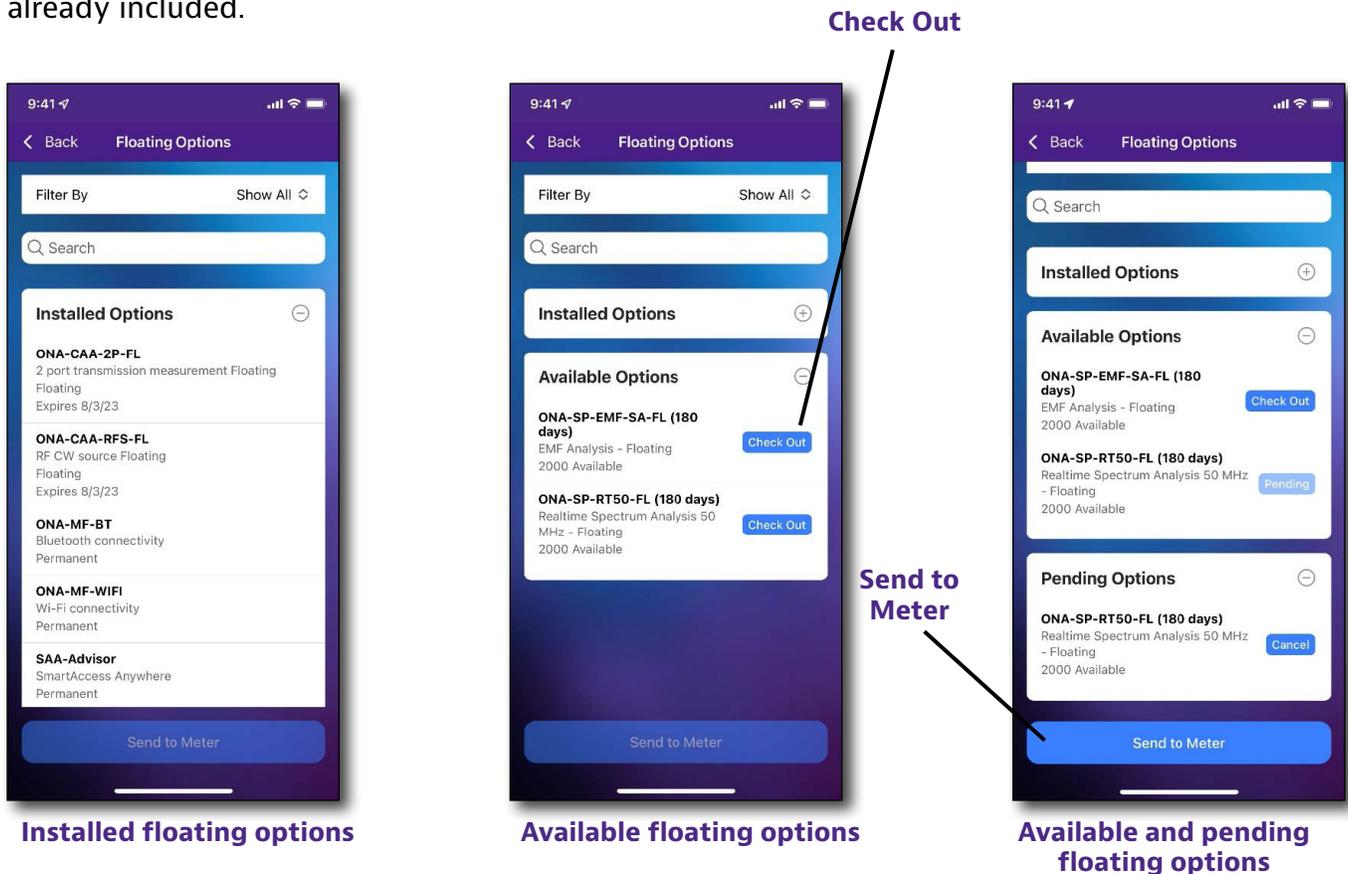 already included.
Check Out
9:41
Back Floating Options
Filter By Show All
Search
Installed Options
ONA-CAA-2P-FL
2 port transmission measurement Floating
Floating
Expires 8/3/23
ONA-CAA-RFS-FL
RF CW source Floating
Floating
Expires 8/3/23
ONA-MF-BT
Bluetooth connectivity
Permanent
ONA-MF-WIFI
Wi-Fi connectivity
Permanent
SAA-Advisor
SmartAccess Anywhere
Permanent
Send to Meter
Installed floating options
9:41
Back Floating Options
Filter By Show All
Search
Installed Options
Available Options
ONA-SP-EMF-SA-FL (180
days)
EMF Analysis - Floating
2000 Available
Check Out
ONA-SP-RT50-FL (180 days)
Realtime Spectrum Analysis 50
MHz - Floating
2000 Available
Check Out
Send to Meter
Available floating options
Send to
Meter
9:41
Back Floating Options
Search
Installed Options
Available Options
ONA-SP-EMF-SA-FL (180
days)
EMF Analysis - Floating
2000 Available
Check Out
ONA-SP-RT50-FL (180 days)
Realtime Spectrum Analysis 50 MHz
- Floating
2000 Available
Pending
Pending Options
ONA-SP-RT50-FL (180 days)
Realtime Spectrum Analysis 50 MHz
- Floating
2000 Available
Cancel
Send to Meter
Available and pending
floating options